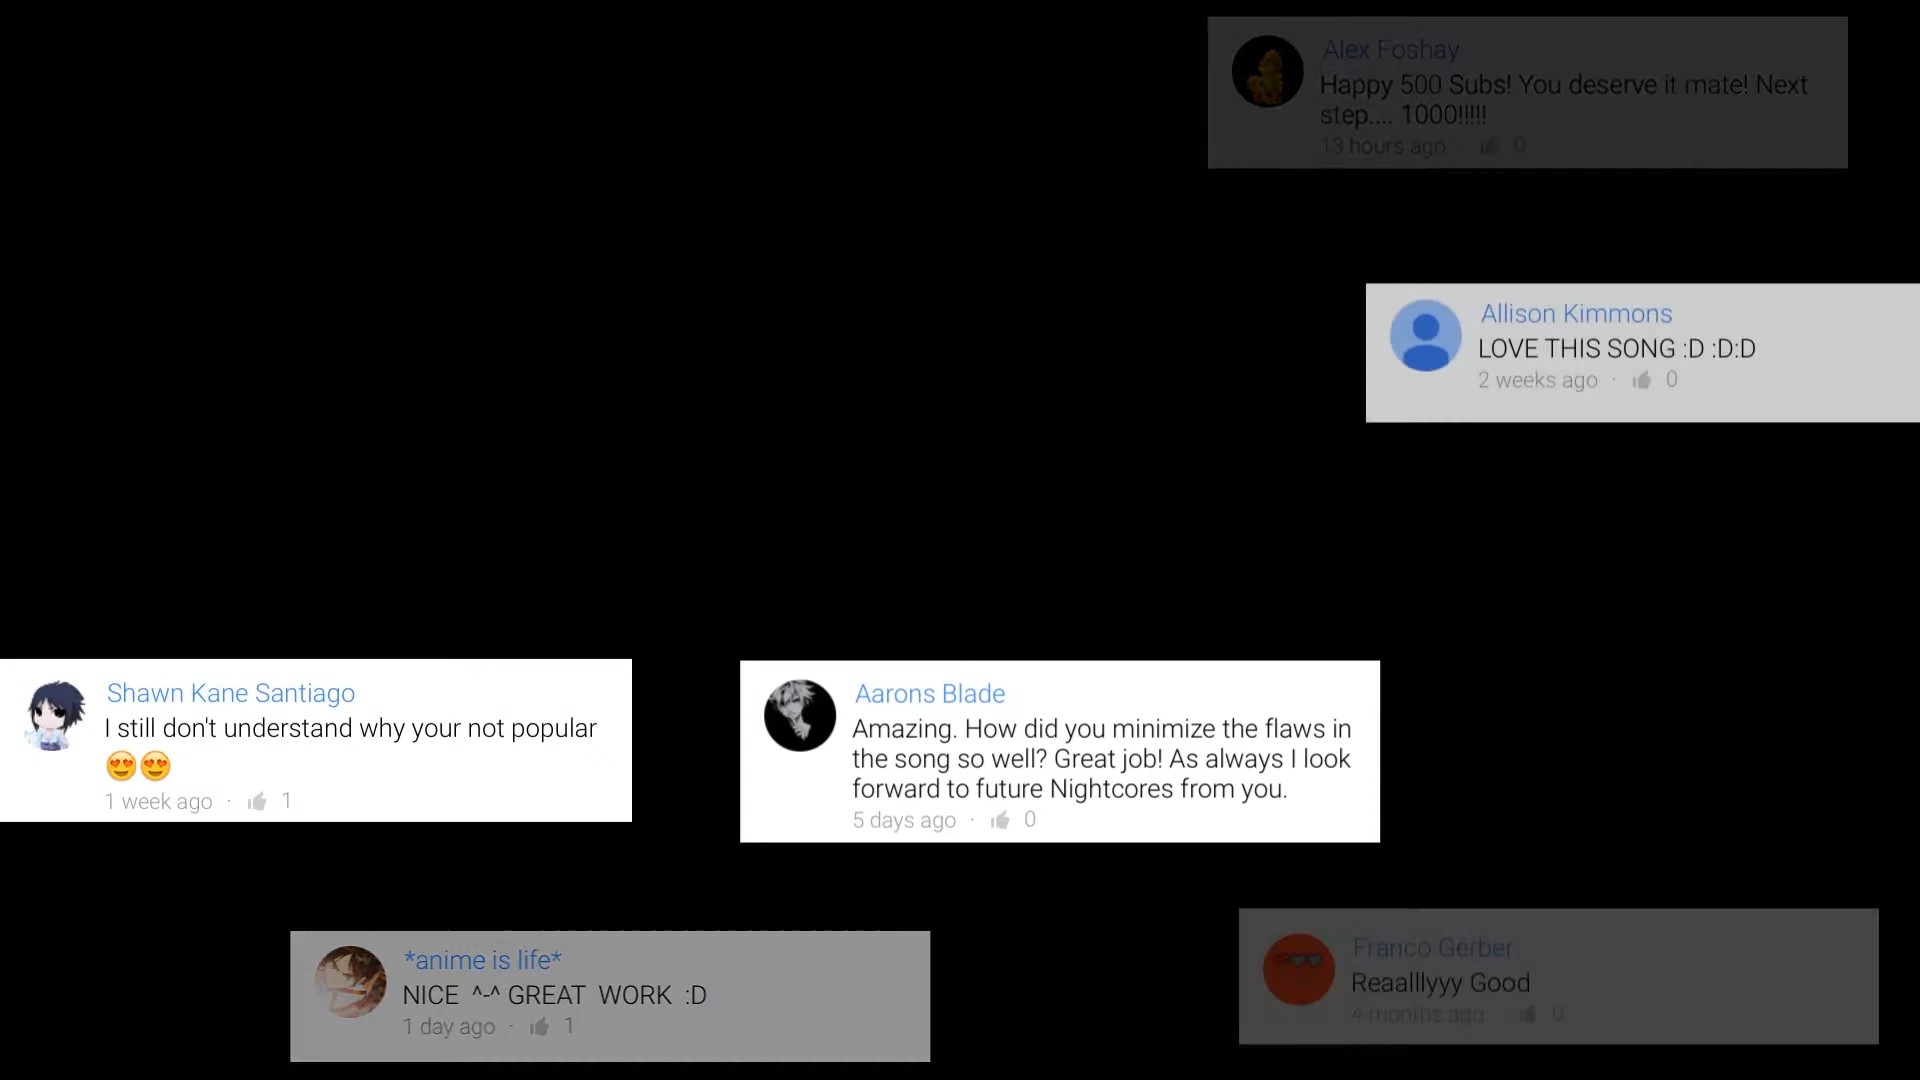 Alex Foshay
Happy 500 Subs! You deserve it mate! Next
step.... 1000!!!!!
13 hours ago · 0
Allison Kimmons
LOVE THIS SONG :D :D:D
2 weeks ago · 0
Shawn Kane Santiago
I still don't understand why your not popular
😍😍
1 week ago · 1
Aarons Blade
Amazing. How did you minimize the flaws in
the song so well? Great job! As always I look
forward to future Nightcores from you.
5 days ago · 0
*anime is life*
NICE ^-^ GREAT WORK :D
1 day ago · 1
Franco Gerber
Reaalllyyy Good
4 months ago · 0